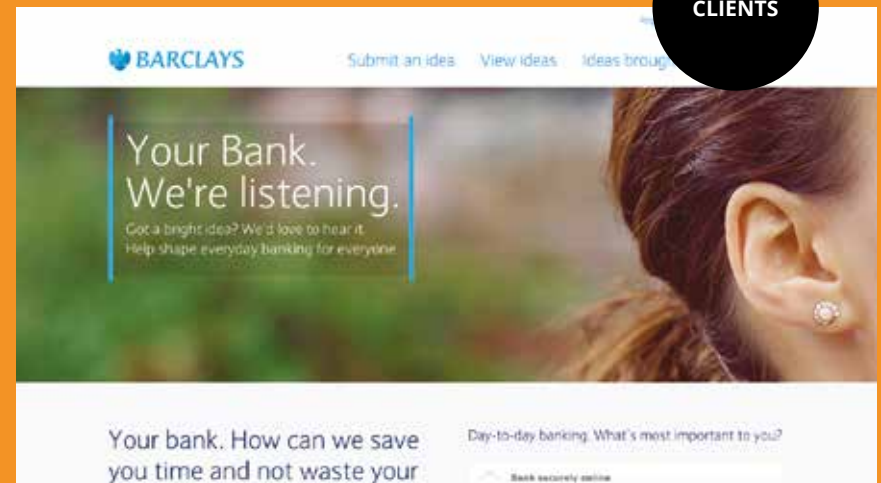 CLIENTS
BARCLAYS
Submit an idea View ideas Ideas
Your Bank.
We're listening.
Got a bright idea? We'd love to hear it.
Help shape everyday banking for everyone
Your bank. How can we save
you time and not waste your
Day-to-day banking. What's most important to you?
Bank securely online